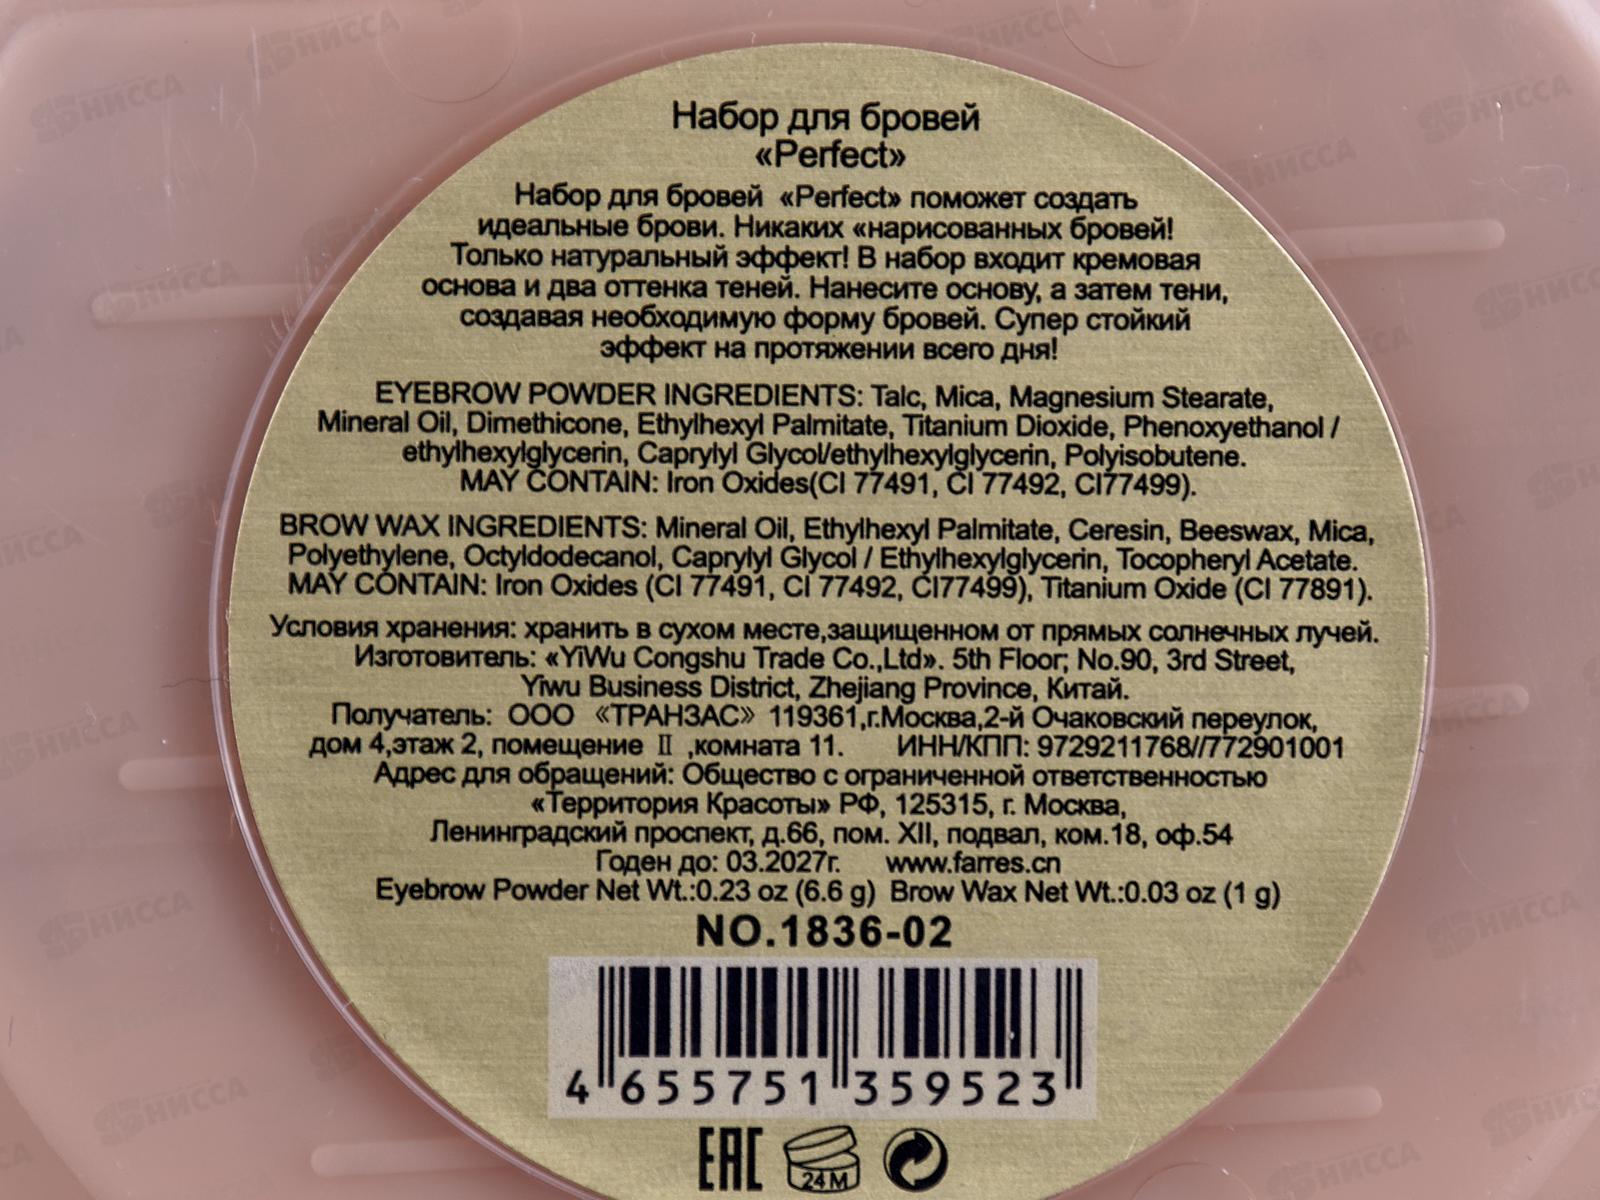 Набор для бровей
«Perfect»
Набор для бровей «Perfect» поможет создать
идеальные брови. Никаких «нарисованных бровей!
Только натуральный эффект! В набор входит кремовая
основа и два оттенка теней. Нанесите основу, а затем тени,
создавая необходимую форму бровей. Супер стойкий
эффект на протяжении всего дня!
EYEBROW POWDER INGREDIENTS: Talc, Mica, Magnesium Stearate,
Mineral Oil, Dimethicone, Ethylhexyl Palmitate, Titanium Dioxide, Phenoxyethanol /
ethylhexylglycerin, Caprylyl Glycol/ethylhexylglycerin, Polyisobutene.
MAY CONTAIN: Iron Oxides(CI 77491, CI 77492, CI77499).
BROW WAX INGREDIENTS: Mineral Oil, Ethylhexyl Palmitate, Ceresin, Beeswax, Mica,
Polyethylene, Octyldodecanol, Caprylyl Glycol / Ethylhexylglycerin, Tocopheryl Acetate.
MAY CONTAIN: Iron Oxides (CI 77491, CI 77492, CI77499), Titanium Oxide (CI 77891).
Условия хранения: хранить в сухом месте,защищенном от прямых солнечных лучей.
Изготовитель: «YiWu Congshu Trade Co.,Ltd». 5th Floor; No.90, 3rd Street,
Yiwu Business District, Zhejiang Province, Китай.
Получатель: ООО «ТРАНЗАС» 119361,г.Москва,2-й Очаковский переулок,
дом 4,этаж 2, помещение Ⅱ ,комната 11. ИНН/КПП: 9729211768//772901001
Адрес для обращений: Общество с ограниченной ответственностью
«Территория Красоты» РФ, 125315, г. Москва,
Ленинградский проспект, д.66, пом. XII, подвал, ком.18, оф.54
Годен до: 03.2027г. www.farres.cn
Eyebrow Powder Net Wt.:0.23 oz (6.6 g) Brow Wax Net Wt.:0.03 oz (1 g)
NO.1836-02
4 655751 359523
EAC 24M
НИССА